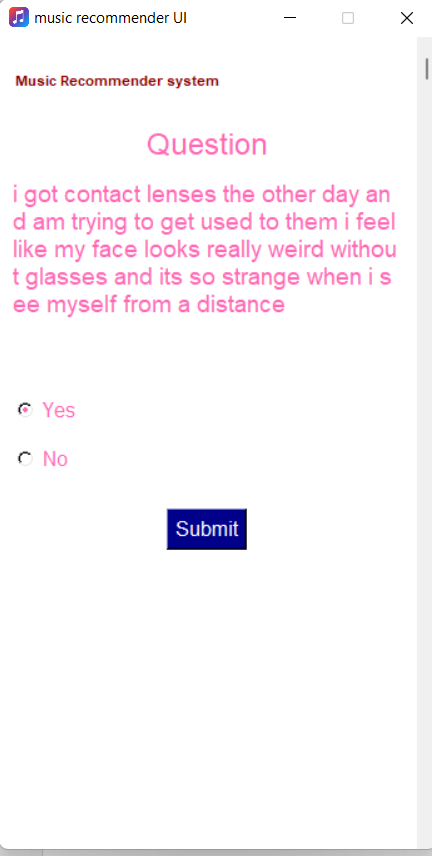 music recommender UI
Music Recommender system
Question
i got contact lenses the other day an
d am trying to get used to them i feel
like my face looks really weird withou
t glasses and its so strange when i s
ee myself from a distance
Yes
No
Submit